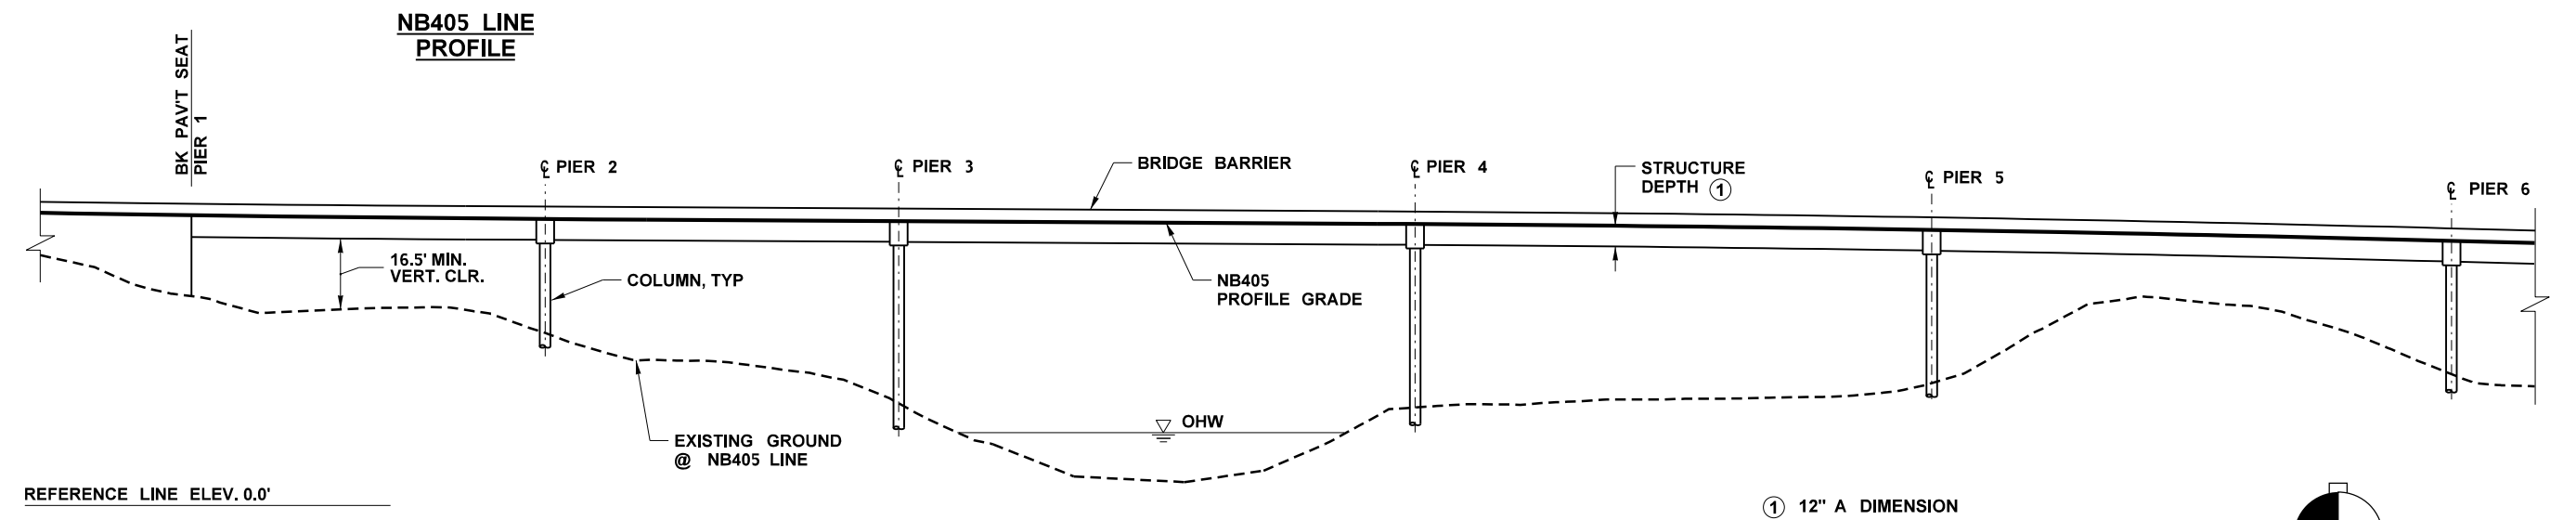 NB405 LINE
PROFILE
BK PAV'T SEAT
PIER 1
℄ PIER 2
℄ PIER 3
BRIDGE BARRIER
℄ PIER 4
STRUCTURE
DEPTH ①
℄ PIER 5
℄ PIER 6
16.5' MIN.
VERT. CLR.
COLUMN, TYP
NB405
PROFILE GRADE
OHW
EXISTING GROUND
@ NB405 LINE
REFERENCE LINE ELEV. 0.0'
① 12" A DIMENSION